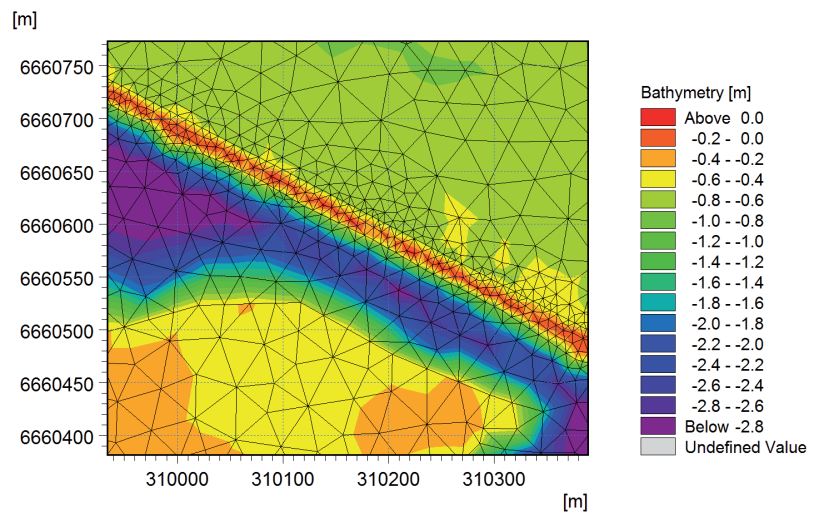 [m]
6660750
6660700
6660650
6660600
6660550
6660500
6660450
6660400
310000 310100 310200 310300
[m]
Bathymetry [m]
Above 0.0
-0.2 - 0.0
-0.4 - -0.2
-0.6 - -0.4
-0.8 - -0.6
-1.0 - -0.8
-1.2 - -1.0
-1.4 - -1.2
-1.6 - -1.4
-1.8 - -1.6
-2.0 - -1.8
-2.2 - -2.0
-2.4 - -2.2
-2.6 - -2.4
-2.8 - -2.6
Below -2.8
Undefined Value